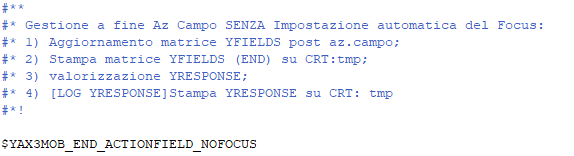 #**
#* Gestione a fine Az Campo SENZA Impostazione automatica del Focus:
#* 1) Aggiornamento matrice YFIELDS post az.campo;
#* 2) Stampa matrice YFIELDS (END) su CRT:tmp;
#* 3) valorizzazione YRESPONSE;
#* 4) [LOG YRESPONSE]Stampa YRESPONSE su CRT: tmp
#*!
$YAX3MOB_END_ACTIONFIELD_NOFOCUS